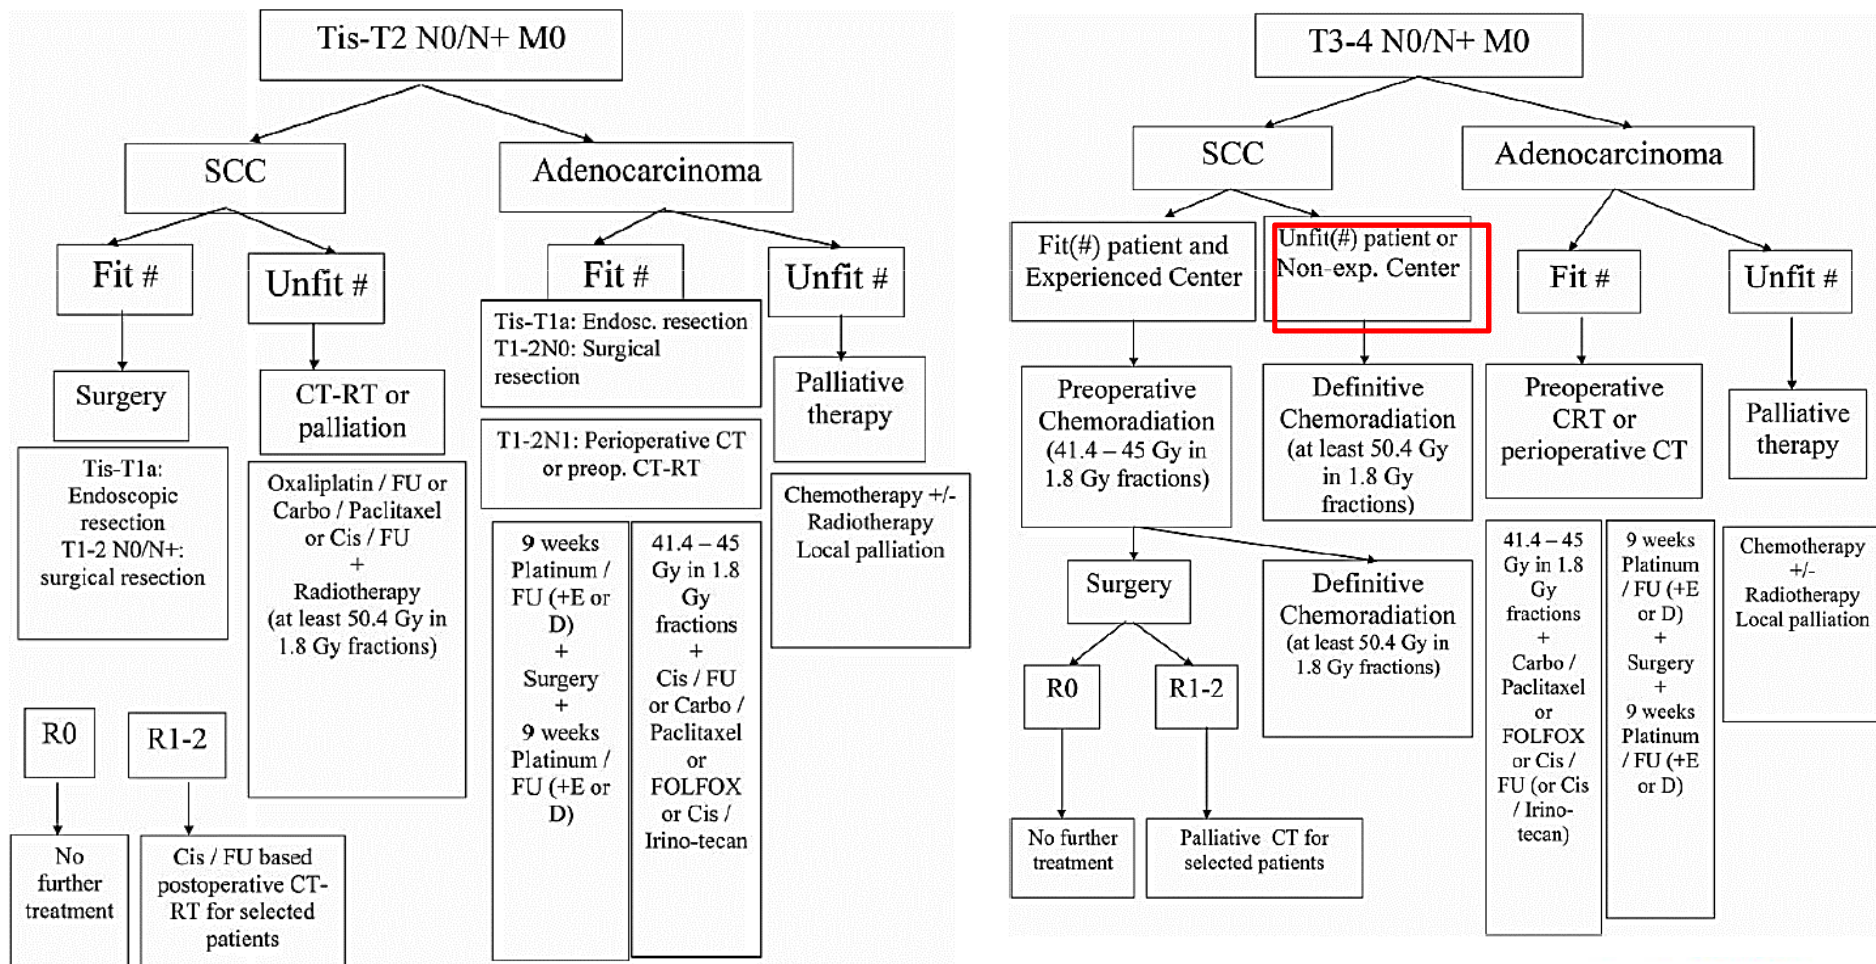 Tis-T2 N0/N+ M0
SCC
Adenocarcinoma
Fit #
Unfit #
Fit #
Unfit #
Surgery
Tis-T1a:
Endoscopic
resection
T1-2 N0/N+:
surgical resection
CT-RT or
palliation
Oxaliplatin / FU or
Carbo / Paclitaxel
or Cis / FU
+
Radiotherapy
(at least 50.4 Gy in
1.8 Gy fractions)
Tis-T1a: Endosc. resection
T1-2N0: Surgical
resection
T1-2N1: Perioperative CT
or preop. CT-RT
9 weeks
Platinum /
FU (+E or
D)
+
Surgery
+
9 weeks
Platinum /
FU (+E or
D)
41.4 – 45
Gy in 1.8
Gy
fractions
+
Cis / FU
or Carbo /
Paclitaxel
or
FOLFOX
or Cis /
Irino-tecan
Palliative
therapy
Chemotherapy +/-
Radiotherapy
Local palliation
R0
R1-2
No
further
treatment
Cis / FU based
postoperative CT-
RT for selected
patients
T3-4 N0/N+ M0
SCC
Adenocarcinoma
Fit(#) patient and
Experienced Center
Unfit(#) patient or
Non-exp. Center
Fit #
Unfit #
Preoperative
Chemoradiation
(41.4 – 45 Gy in
1.8 Gy fractions)
Definitive
Chemoradiation
(at least 50.4 Gy
in 1.8 Gy
fractions)
Preoperative
CRT or
perioperative CT
Palliative
therapy
Surgery
Definitive
Chemoradiation
(at least 50.4 Gy in
1.8 Gy fractions)
41.4 – 45
Gy in 1.8
Gy
fractions
+
Carbo /
Paclitaxel
or
FOLFOX
or Cis /
FU (or Cis
/ Irino-
tecan)
9 weeks
Platinum
/ FU (+E
or D)
+
Surgery
+
9 weeks
Platinum
/ FU (+E
or D)
Chemotherapy
+/-
Radiotherapy
Local palliation
R0
R1-2
No further
treatment
Palliative CT for
selected patients